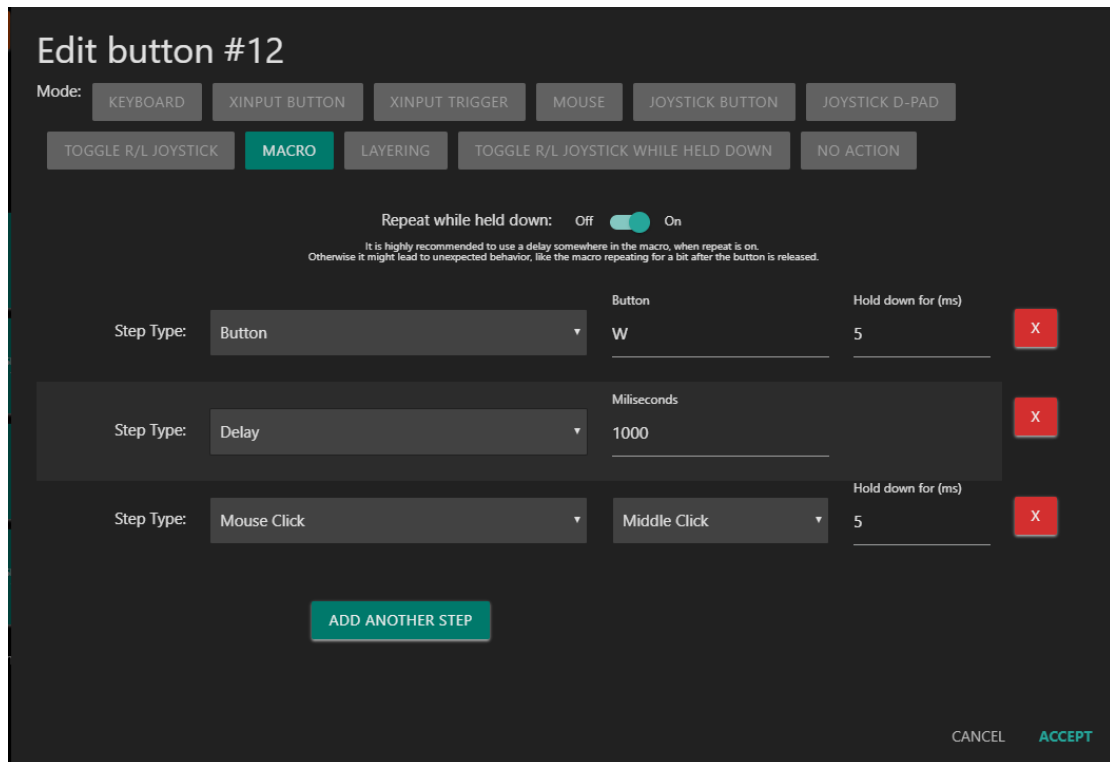 Edit button #12
Mode: KEYBOARD XINPUT BUTTON XINPUT TRIGGER MOUSE JOYSTICK BUTTON JOYSTICK D-PAD
TOGGLE R/L JOYSTICK MACRO LAYERING TOGGLE R/L JOYSTICK WHILE HELD DOWN NO ACTION
Repeat while held down: Off On
It is highly recommended to use a delay somewhere in the macro, when repeat is on.
Otherwise it might lead to unexpected behavior, like the macro repeating for a bit after the button is released.
Button Hold down for (ms)
Step Type: Button W 5 X
Miliseconds
Step Type: Delay 1000 X
Hold down for (ms)
Step Type: Mouse Click Middle Click 5 X
ADD ANOTHER STEP
CANCEL ACCEPT